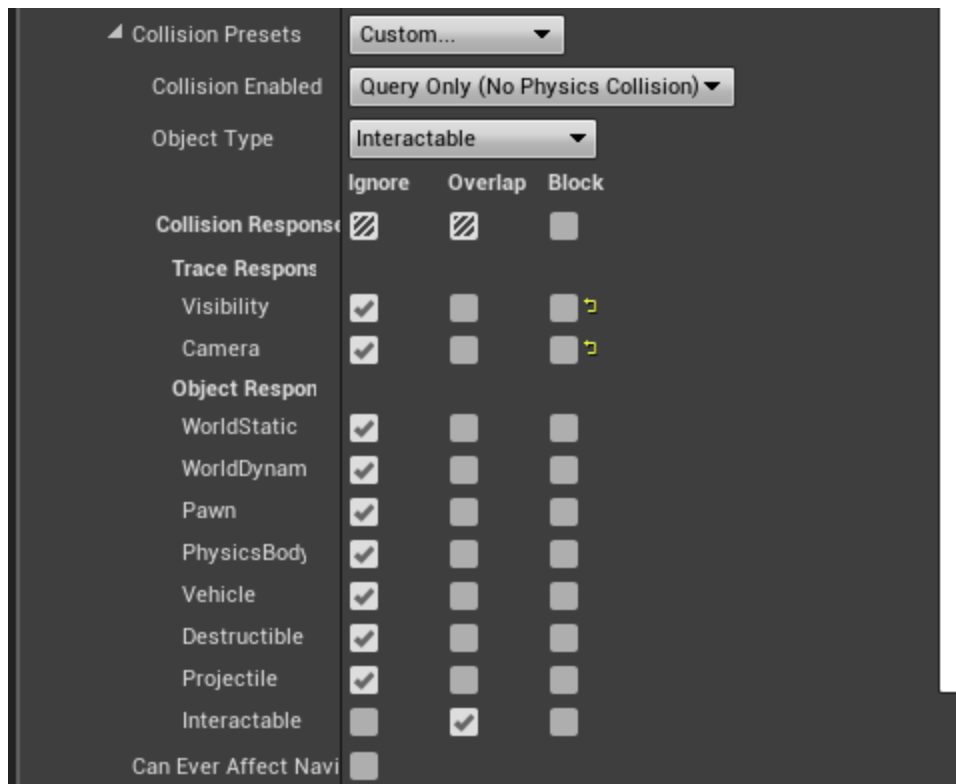 Collision Presets Custom...
Collision Enabled Query Only (No Physics Collision)
Object Type Interactable
Ignore Overlap Block
Collision Response
Trace Respons
Visibility
Camera
Object Respon
WorldStatic
WorldDynam
Pawn
PhysicsBody
Vehicle
Destructible
Projectile
Interactable
Can Ever Affect Navi